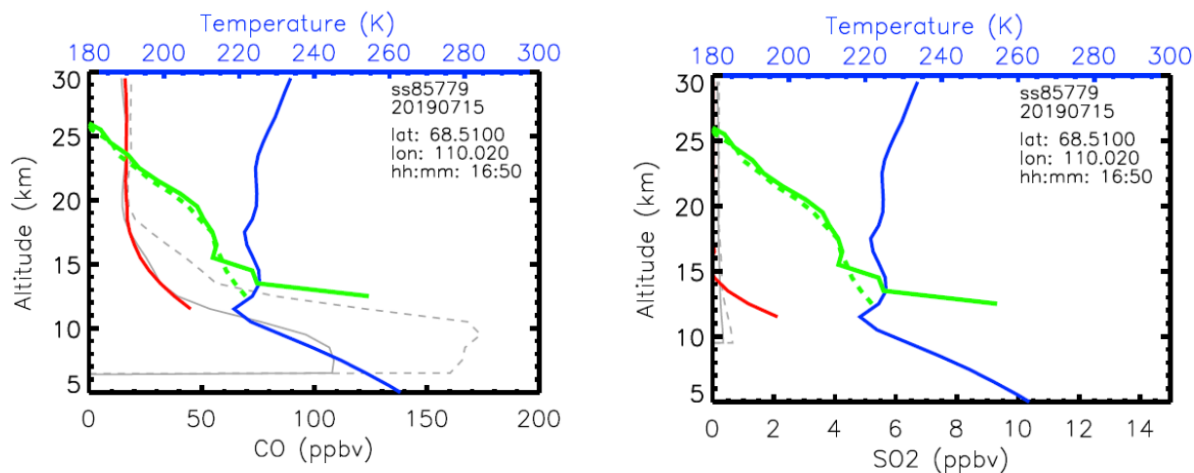 Temperature (K)
180 200 220 240 260 280 300
30
25
20
15
10
5
Altitude (km)
ss85779
20190715
lat: 68.5100
lon: 110.020
hh:mm: 16:50
0 50 100 150 200
CO (ppbv)
Temperature (K)
180 200 220 240 260 280 300
30
25
20
15
10
5
Altitude (km)
ss85779
20190715
lat: 68.5100
lon: 110.020
hh:mm: 16:50
0 2 4 6 8 10 12 14
SO2 (ppbv)